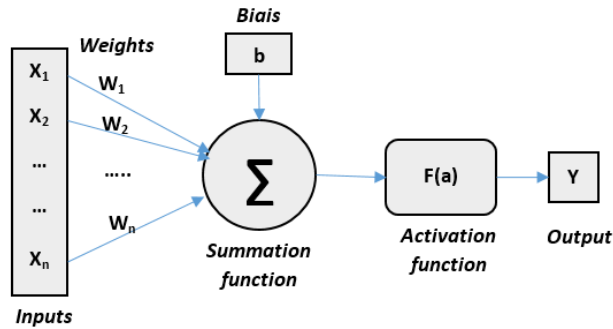 Biais
b
Weights
X1
X2
...
...
Xn
Inputs
W1
W2
.....
Wn
Σ
Summation
function
F(a)
Activation
function
Y
Output